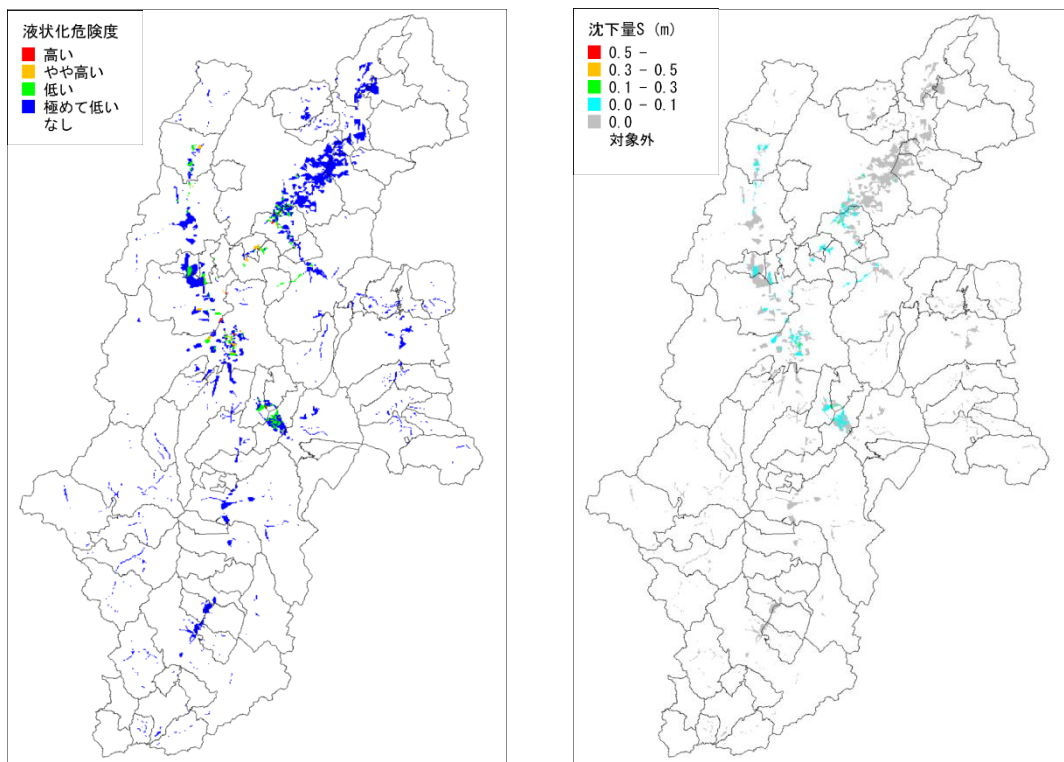 液状化危険度
高い
やや高い
低い
極めて低い
なし
沈下量S (m)
0.5 -
0.3 - 0.5
0.1 - 0.3
0.0 - 0.1
0.0
対象外